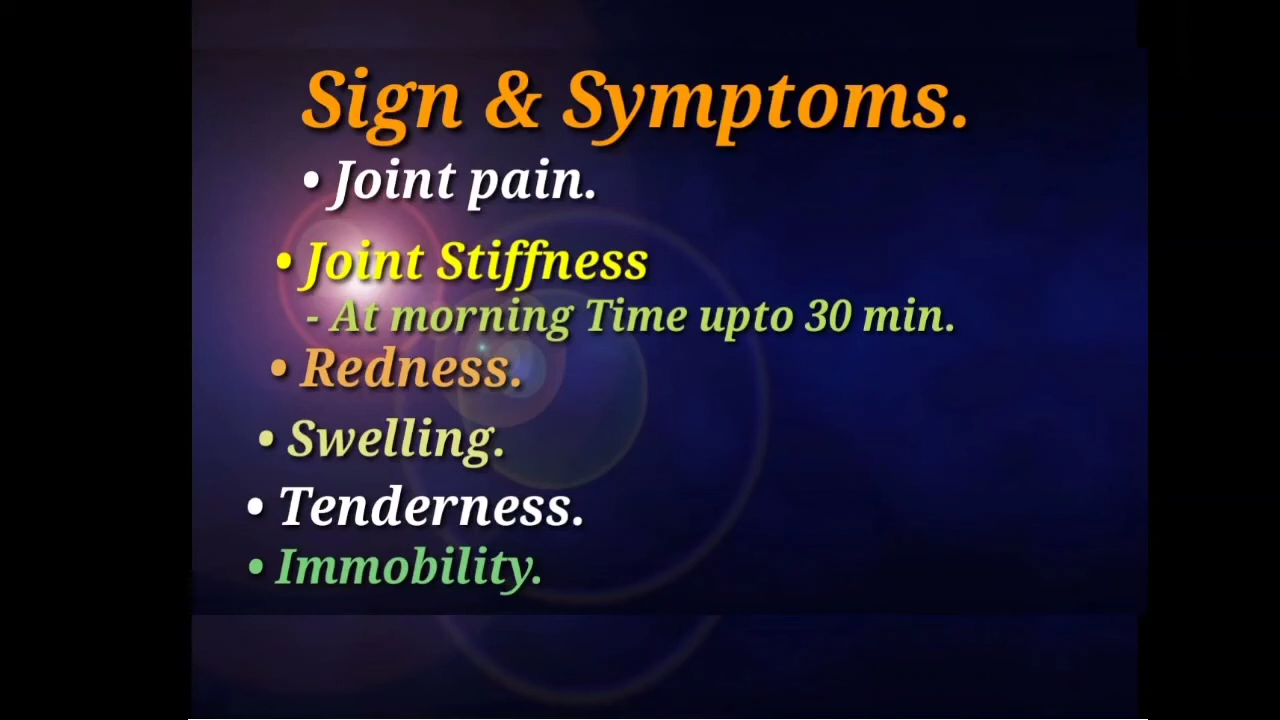 Sign & Symptoms.
• Joint pain.
• Joint Stiffness
- At morning Time upto 30 min.
• Redness.
• Swelling.
• Tenderness.
• Immobility.